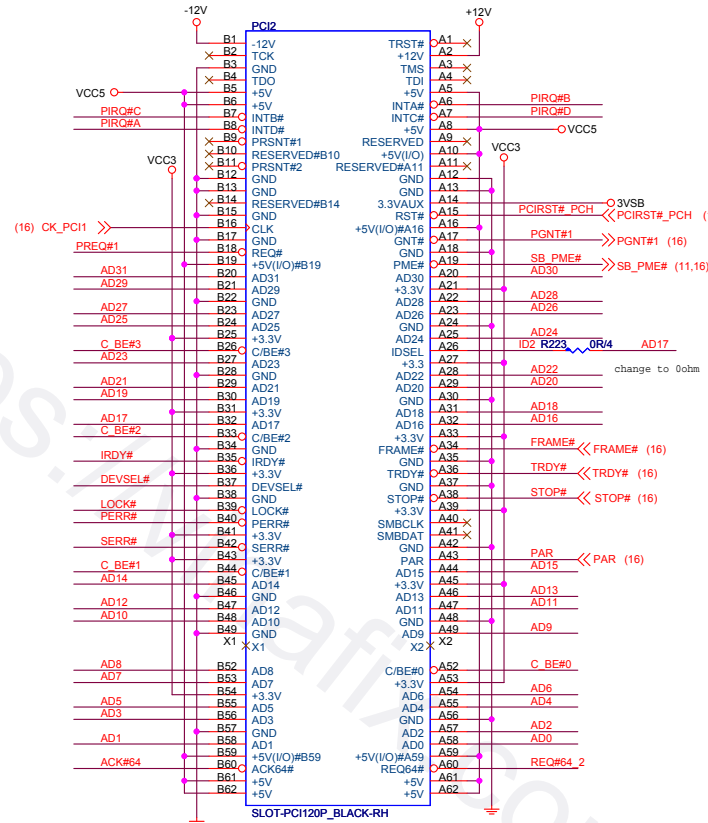 -12V +12V
PCI2
B1 -12V TRST# A1
B2 TCK +12V A2
B3 GND TMS A3
B4 TDO TDI A4
VCC5 B5 +5V +5V A5
B6 +5V INTA# A6 PIRQ#B
PIRQ#C B7 INTB# INTC# A7 PIRQ#D
PIRQ#A B8 INTD# +5V A8 VCC5
B9 PRSNT#1 RESERVED A9
B10 RESERVED#B10 +5V(I/O) A10
VCC3 B11 PRSNT#2 RESERVED#A11 A11 VCC3
B12 GND GND A12
B13 GND GND A13
B14 RESERVED#B14 3.3VAUX A14 3VSB
B15 GND RST# A15 PCIRST#_PCH PCIRST#_PCH (
(16) CK_PCI1 B16 CLK +5V(I/O)#A16 A16
B17 GND GNT# A17 PGNT#1 PGNT#1 (16)
PREQ#1 B18 REQ# GND A18
B19 +5V(I/O)#B19 PME# A19 SB_PME# SB_PME# (11,16)
AD31 B20 AD31 AD30 A20 AD30
AD29 B21 AD29 +3.3V A21
B22 GND AD28 A22 AD28
AD27 B23 AD27 AD26 A23 AD26
AD25 B24 AD25 GND A24
B25 +3.3V AD24 A25 AD24
C_BE#3 B26 C/BE#3 IDSEL A26 ID2 R223 0R/4 AD17
AD23 B27 AD23 +3.3 A27
change to 0ohm
B28 GND AD22 A28 AD22
AD21 B29 AD21 AD20 A29 AD20
AD19 B30 AD19 GND A30
B31 +3.3V AD18 A31 AD18
AD17 B32 AD17 AD16 A32 AD16
C_BE#2 B33 C/BE#2 +3.3V A33
B34 GND FRAME# A34 FRAME# FRAME# (16)
IRDY# B35 IRDY# GND A35
B36 +3.3V TRDY# A36 TRDY# TRDY# (16)
DEVSEL# B37 DEVSEL# GND A37
B38 GND STOP# A38 STOP# STOP# (16)
LOCK# B39 LOCK# +3.3V A39
PERR# B40 PERR# SMBCLK A40
B41 +3.3V SMBDAT A41
SERR# B42 SERR# GND A42
B43 +3.3V PAR A43 PAR PAR (16)
C_BE#1 B44 C/BE#1 AD15 A44 AD15
AD14 B45 AD14 +3.3V A45
B46 GND AD13 A46 AD13
AD12 B47 AD12 AD11 A47 AD11
AD10 B48 AD10 GND A48
B49 GND AD9 A49 AD9
X1 X1 X2 X2
AD8 B52 AD8 C/BE#0 A52 C_BE#0
AD7 B53 AD7 +3.3V A53
B54 +3.3V AD6 A54 AD6
AD5 B55 AD5 AD4 A55 AD4
AD3 B56 AD3 GND A56
B57 GND AD2 A57 AD2
AD1 B58 AD1 AD0 A58 AD0
B59 +5V(I/O)#B59 +5V(I/O)#A59 A59
ACK#64 B60 ACK64# REQ64# A60 REQ#64_2
B61 +5V +5V A61
B62 +5V +5V A62
SLOT-PCI120P_BLACK-RH